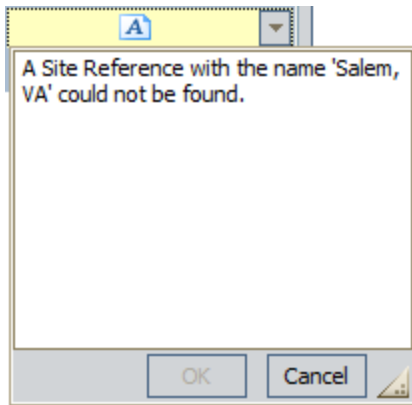 A
A Site Reference with the name 'Salem,
VA' could not be found.
OK
Cancel